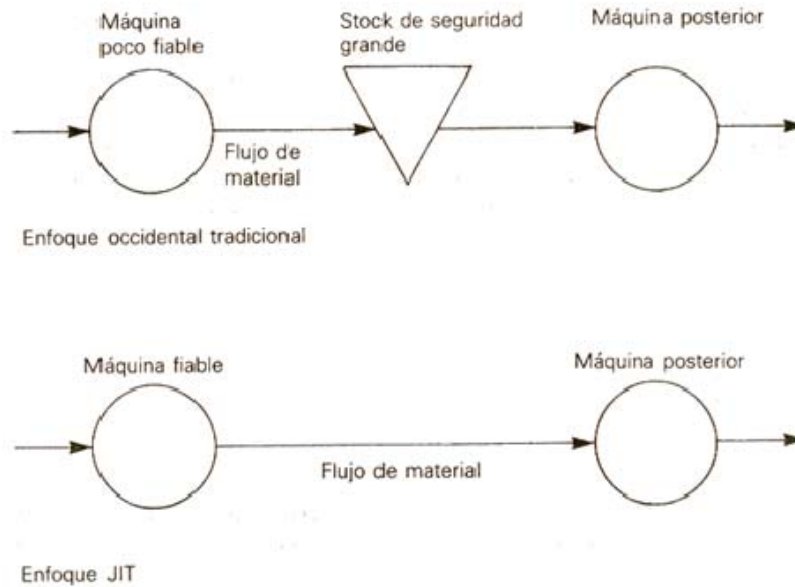 Máquina
poco fiable
Stock de seguridad
grande
Máquina posterior
Flujo de
material
Enfoque occidental tradicional
Máquina fiable
Máquina posterior
Flujo de material
Enfoque JIT